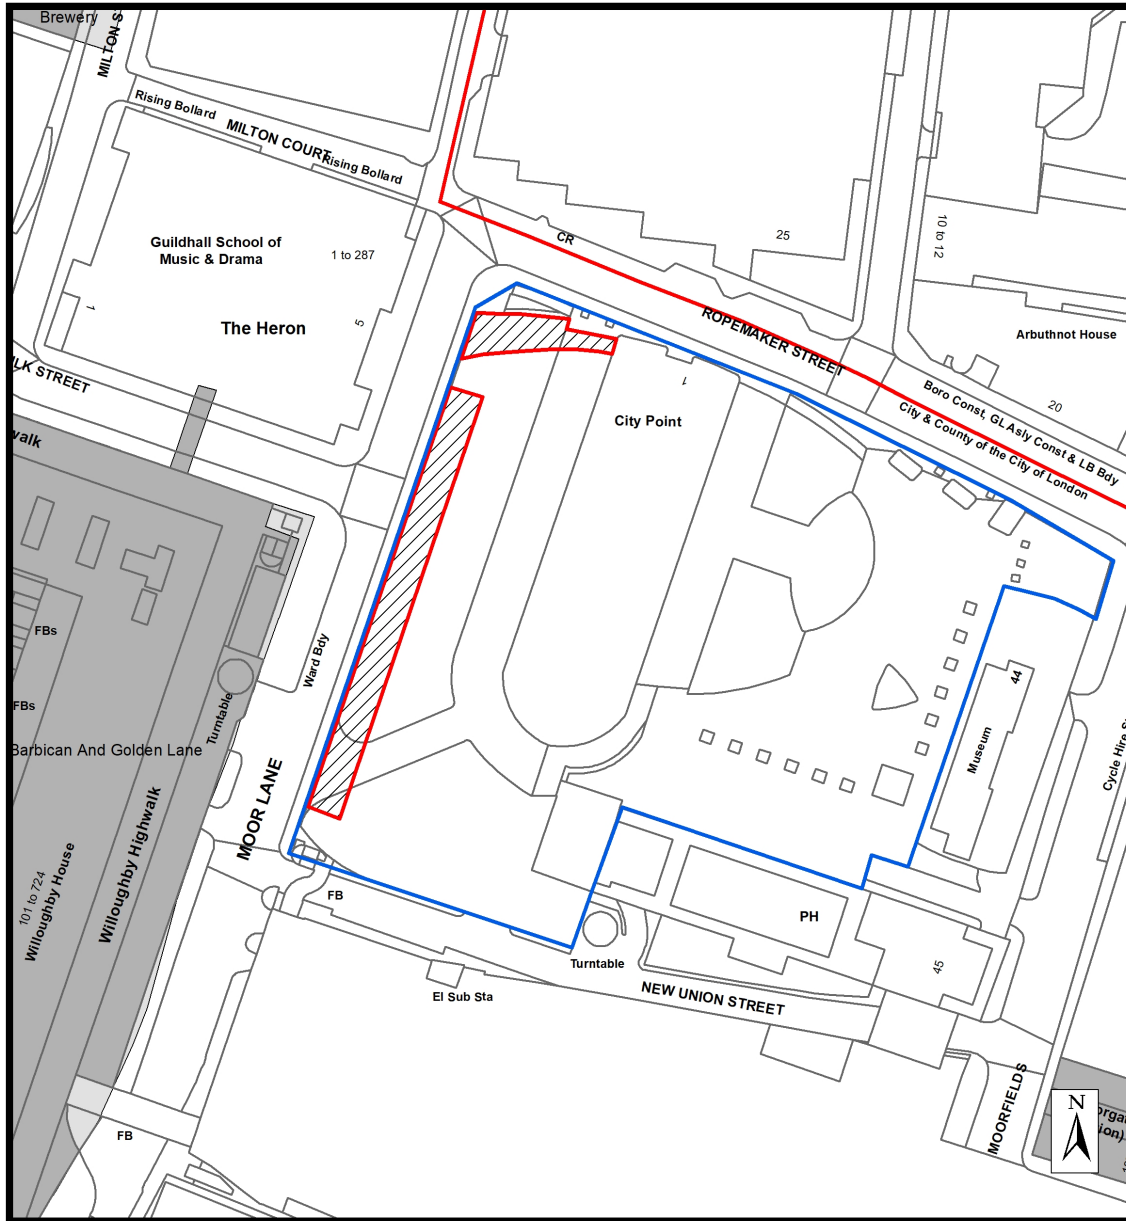 Brewery
MILTON S
Rising Bollard
MILTON COURT
Rising Bollard
CR
25
10 to 12
Guildhall School of
Music & Drama
1 to 287
1
5
The Heron
ROPEMAKER STREET
Arbuthnot House
LK STREET
1
City Point
20
Boro Const, GL Asly Const & LB Bdy
City & County of the City of London
walk
FBs
Ward Bdy
FBs
Turntable
44
Museum
Barbican And Golden Lane
Cycle Hire S
MOOR LANE
Willoughby Highwalk
101 to 724
Willoughby House
FB
PH
Turntable
45
El Sub Sta
NEW UNION STREET
MOORFIELDS
N
FB